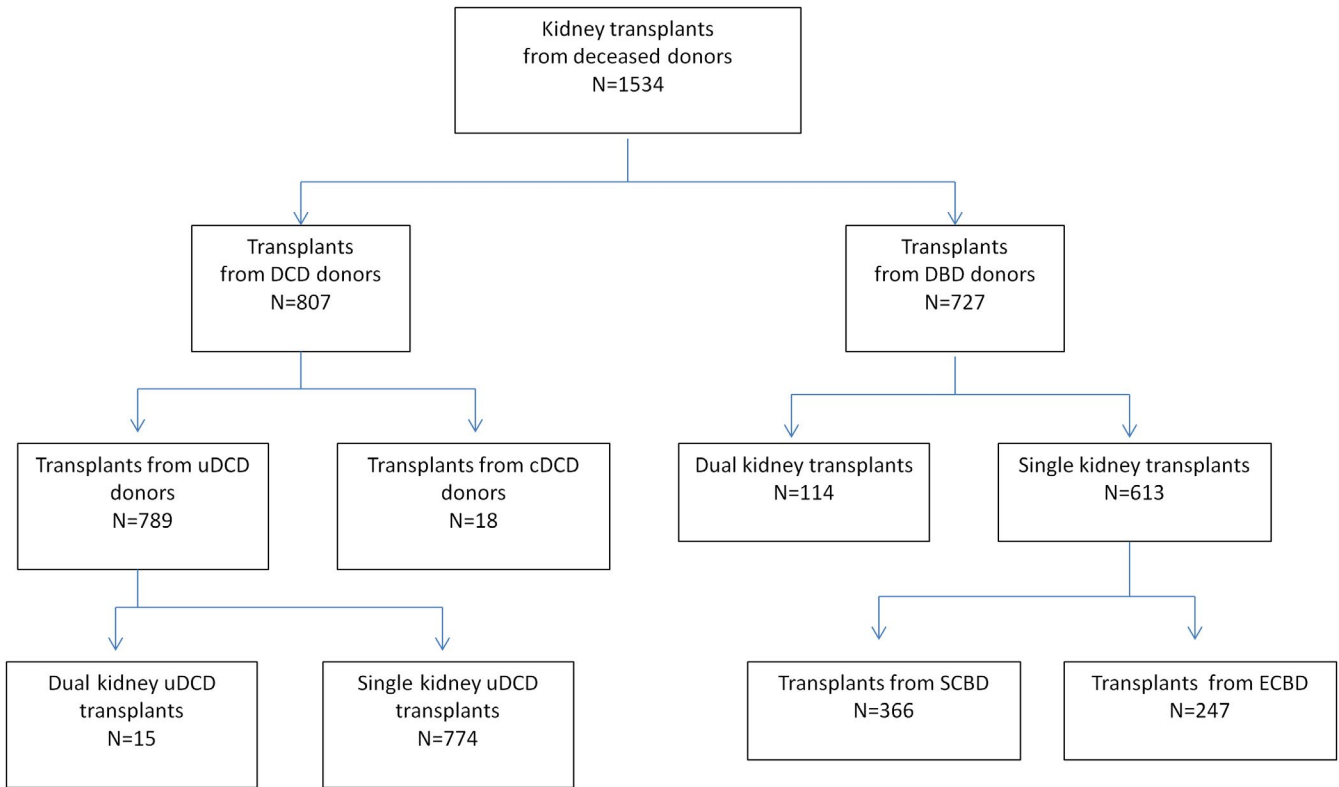 Kidney transplants
from deceased donors
N=1534
Transplants
from DCD donors
N=807
Transplants
from DBD donors
N=727
Transplants from uDCD
donors
N=789
Transplants from cDCD
donors
N=18
Dual kidney transplants
N=114
Single kidney transplants
N=613
Dual kidney uDCD
transplants
N=15
Single kidney uDCD
transplants
N=774
Transplants from SCBD
N=366
Transplants  from ECBD
N=247